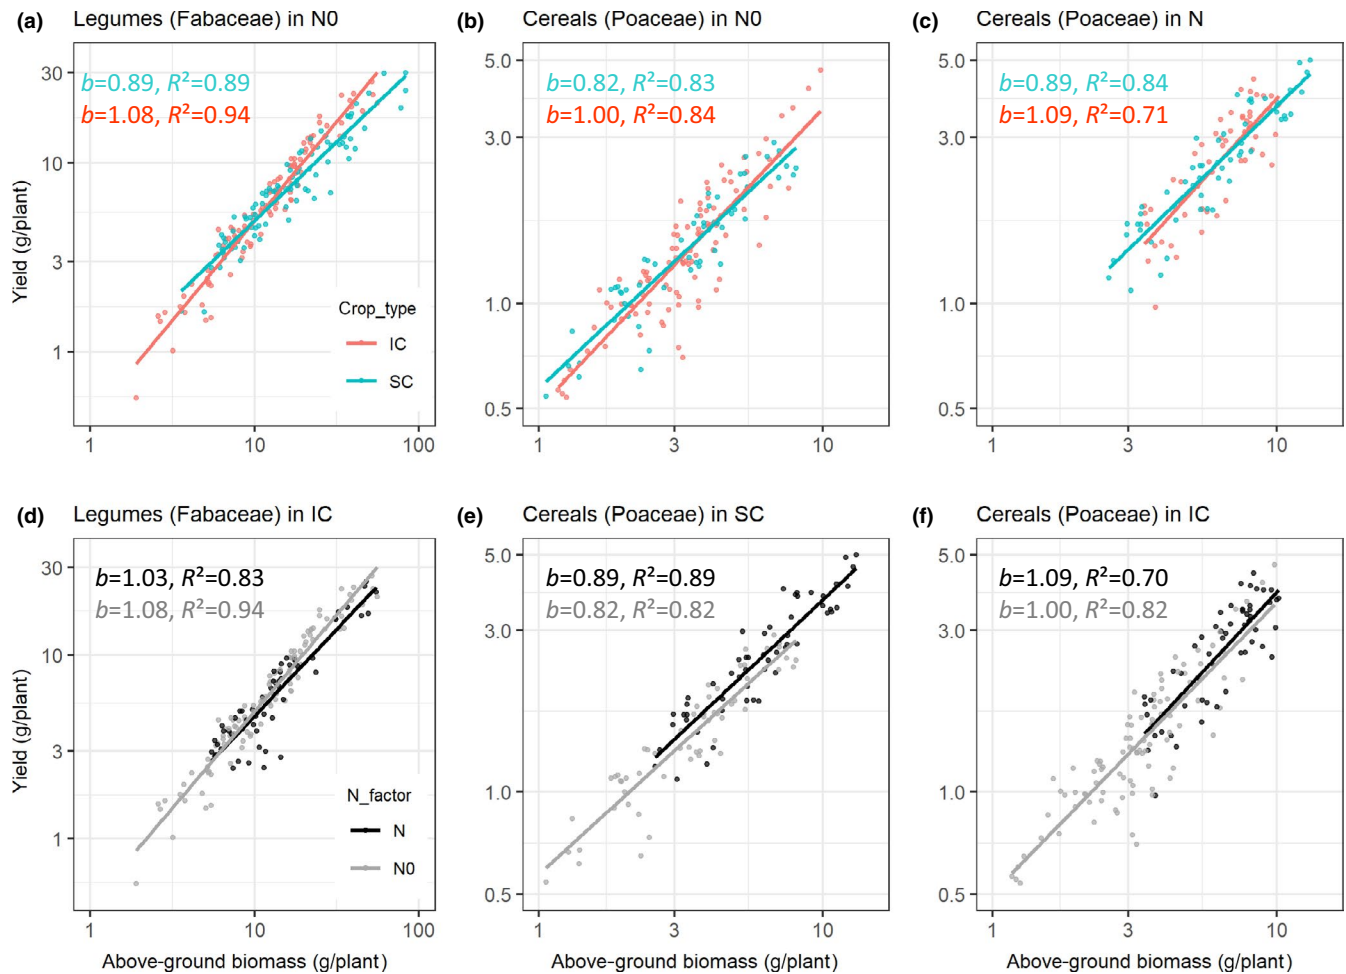 (a) Legumes (Fabaceae) in N0
b=0.89, R²=0.89
b=1.08, R²=0.94
30
10
3
1
Yield (g/plant)
Crop_type
IC
SC
1 10 100
(b) Cereals (Poaceae) in N0
b=0.82, R²=0.83
b=1.00, R²=0.84
5.0
3.0
1.0
0.5
1 3 10
(c) Cereals (Poaceae) in N
b=0.89, R²=0.84
b=1.09, R²=0.71
5.0
3.0
1.0
0.5
1 3 10
(d) Legumes (Fabaceae) in IC
b=1.03, R²=0.83
b=1.08, R²=0.94
30
10
3
1
Yield (g/plant)
N_factor
N
N0
1 10 100
Above-ground biomass (g/plant)
(e) Cereals (Poaceae) in SC
b=0.89, R²=0.89
b=0.82, R²=0.82
5.0
3.0
1.0
0.5
1 3 10
Above-ground biomass (g/plant)
(f) Cereals (Poaceae) in IC
b=1.09, R²=0.70
b=1.00, R²=0.82
5.0
3.0
1.0
0.5
1 3 10
Above-ground biomass (g/plant)